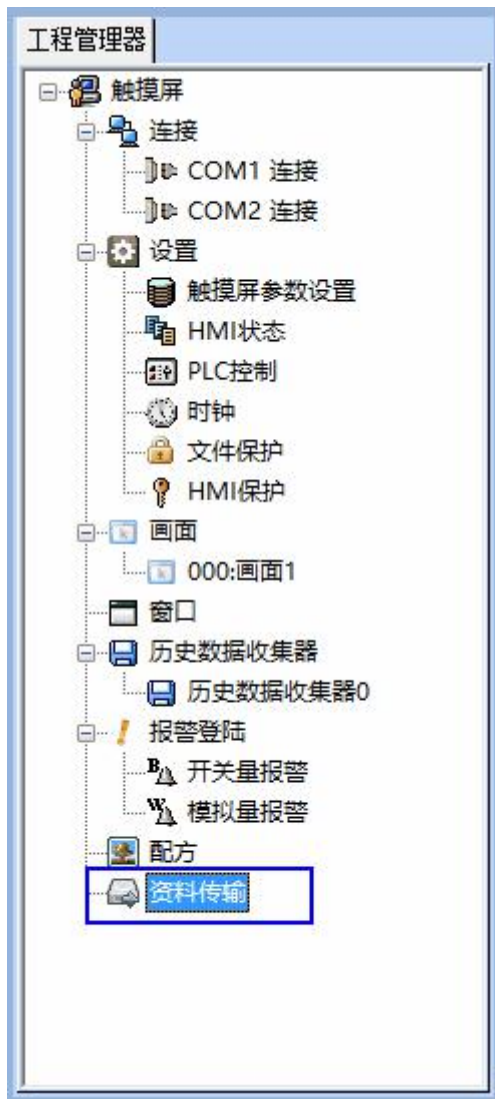 工程管理器
触摸屏
连接
COM1 连接
COM2 连接
设置
触摸屏参数设置
HMI状态
PLC控制
时钟
文件保护
HMI保护
画面
000:画面1
窗口
历史数据收集器
历史数据收集器0
报警登陆
开关量报警
模拟量报警
配方
资料传输